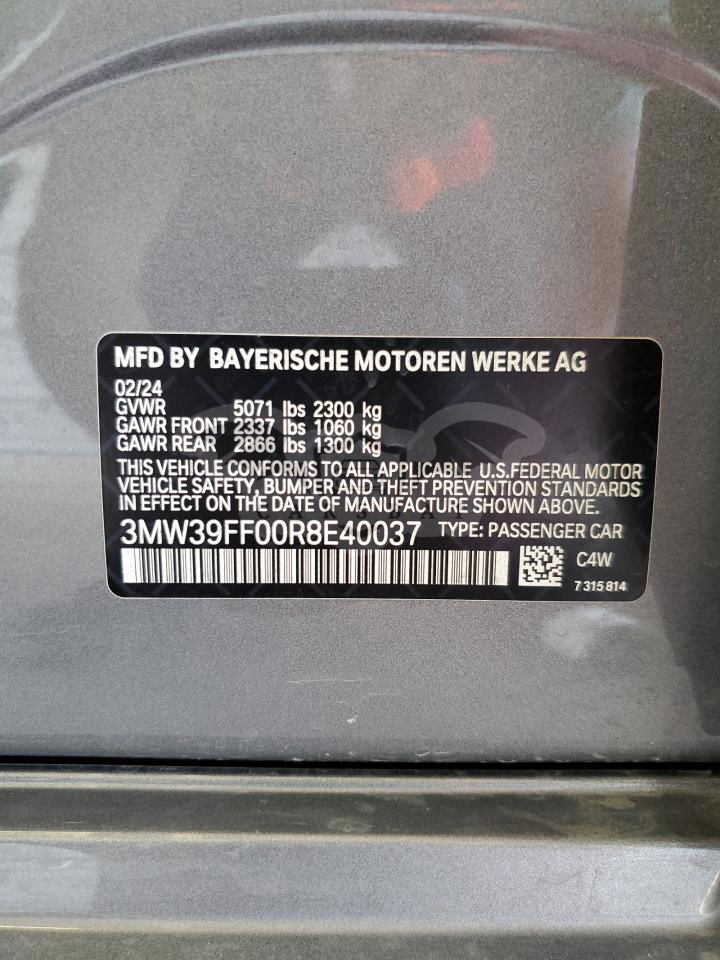 MFD BY BAYERISCHE MOTOREN WERKE AG
02/24
GVWR 5071 lbs 2300 kg
GAWR FRONT 2337 lbs 1060 kg
GAWR REAR 2866 lbs 1300 kg
THIS VEHICLE CONFORMS TO ALL APPLICABLE U.S.FEDERAL MOTOR
VEHICLE SAFETY, BUMPER AND THEFT PREVENTION STANDARDS
IN EFFECT ON THE DATE OF MANUFACTURE SHOWN ABOVE.
3MW39FF00R8E40037 TYPE: PASSENGER CAR
C4W
7 315 814